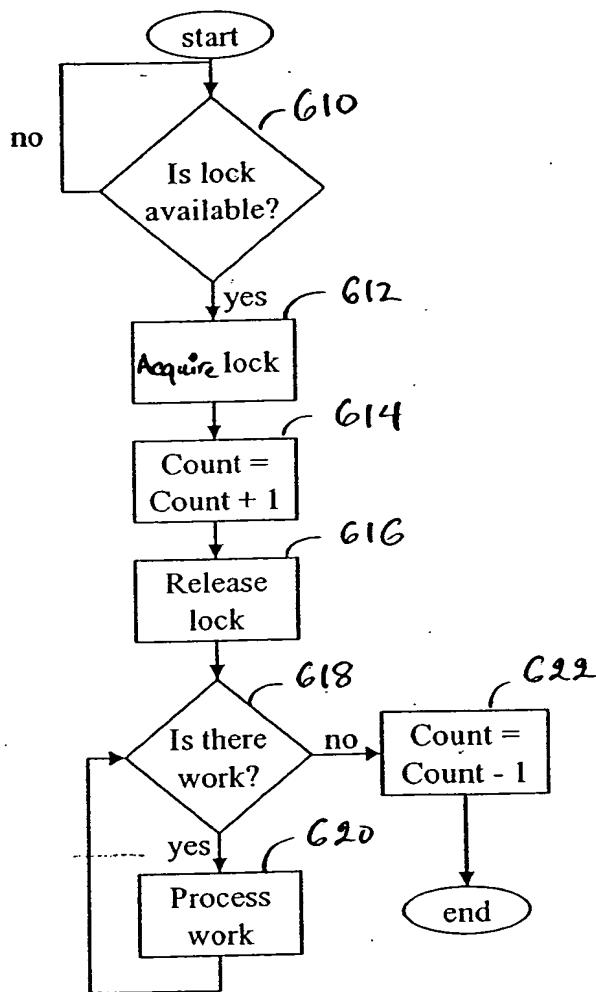 start
610
no
Is lock
available?
yes
612
Acquire lock
614
Count =
Count + 1
616
Release
lock
618
622
Is there
work?
no
Count =
Count - 1
yes
620
Process
work
end